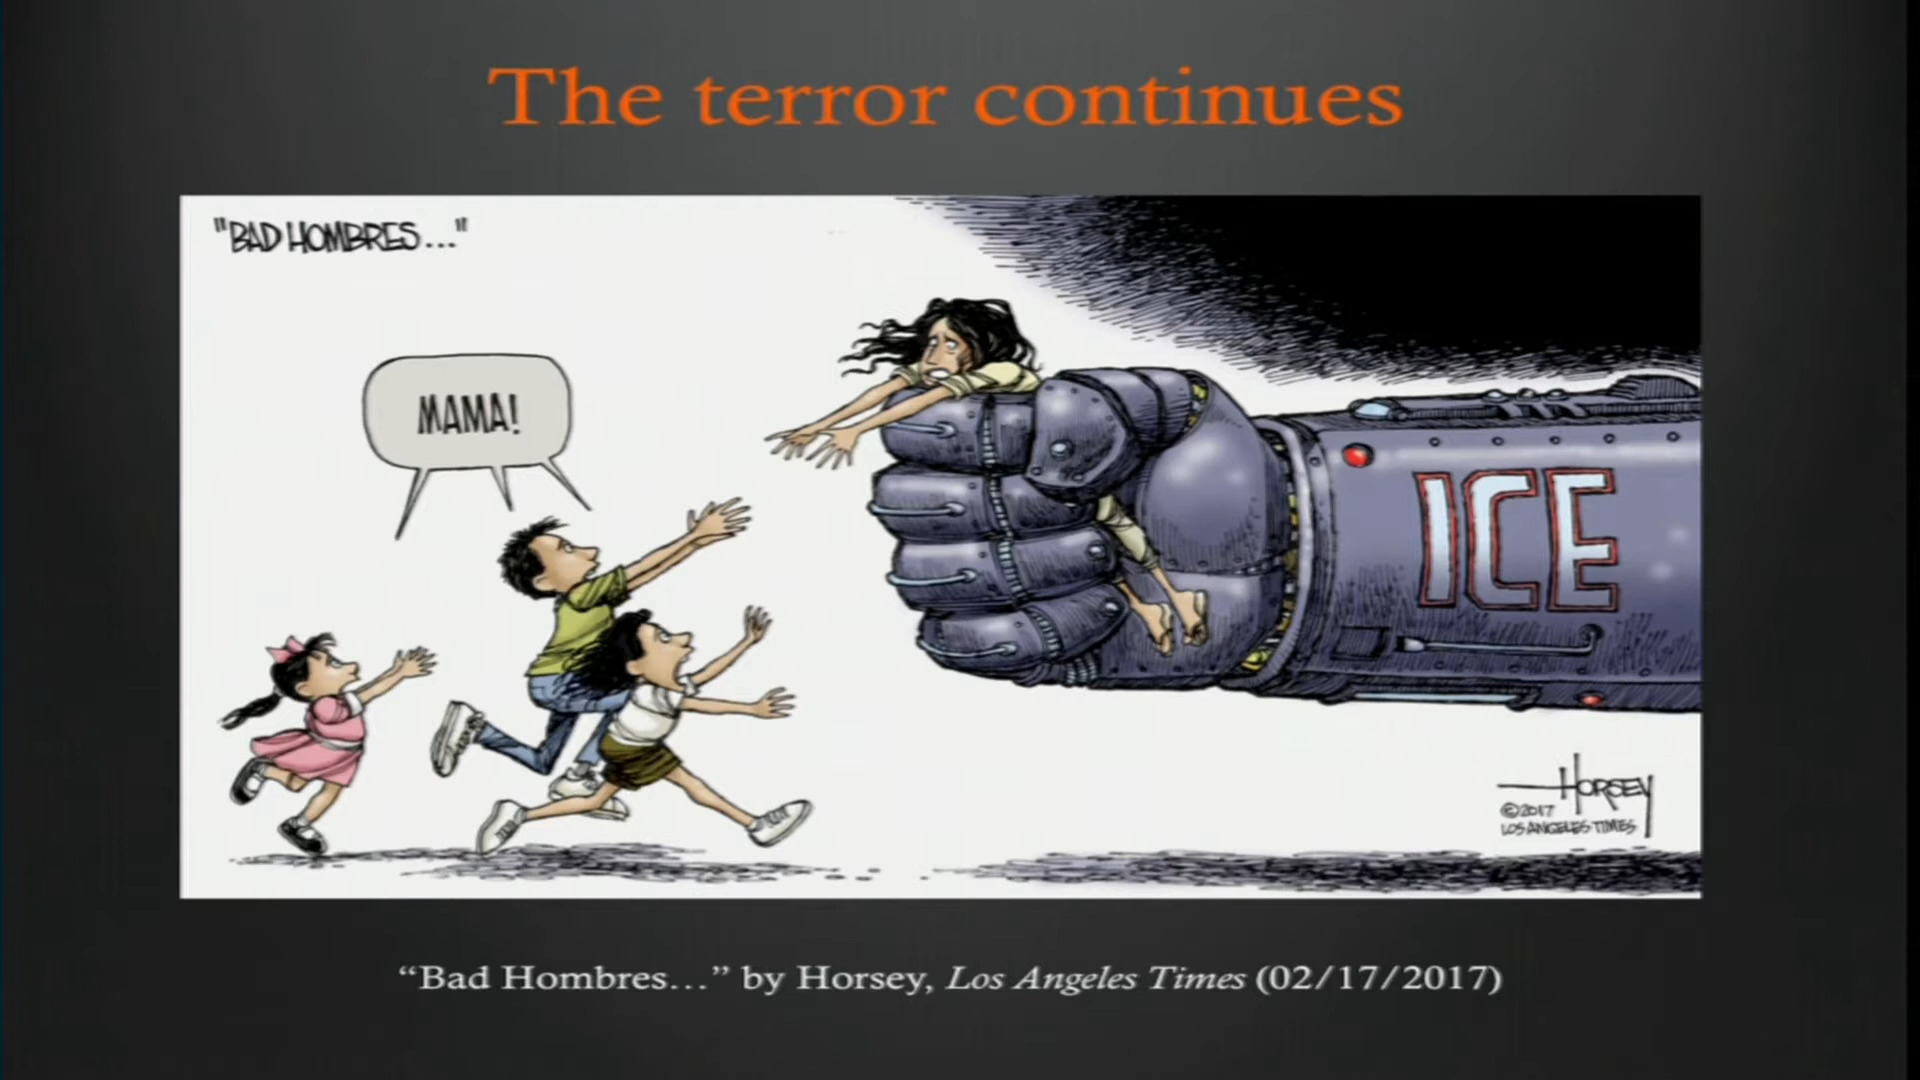 The terror continues
"BAD HOMBRES..."
MAMA!
ICE
HORSEY
©2017
LOS ANGELES TIMES
“Bad Hombres…” by Horsey, Los Angeles Times (02/17/2017)